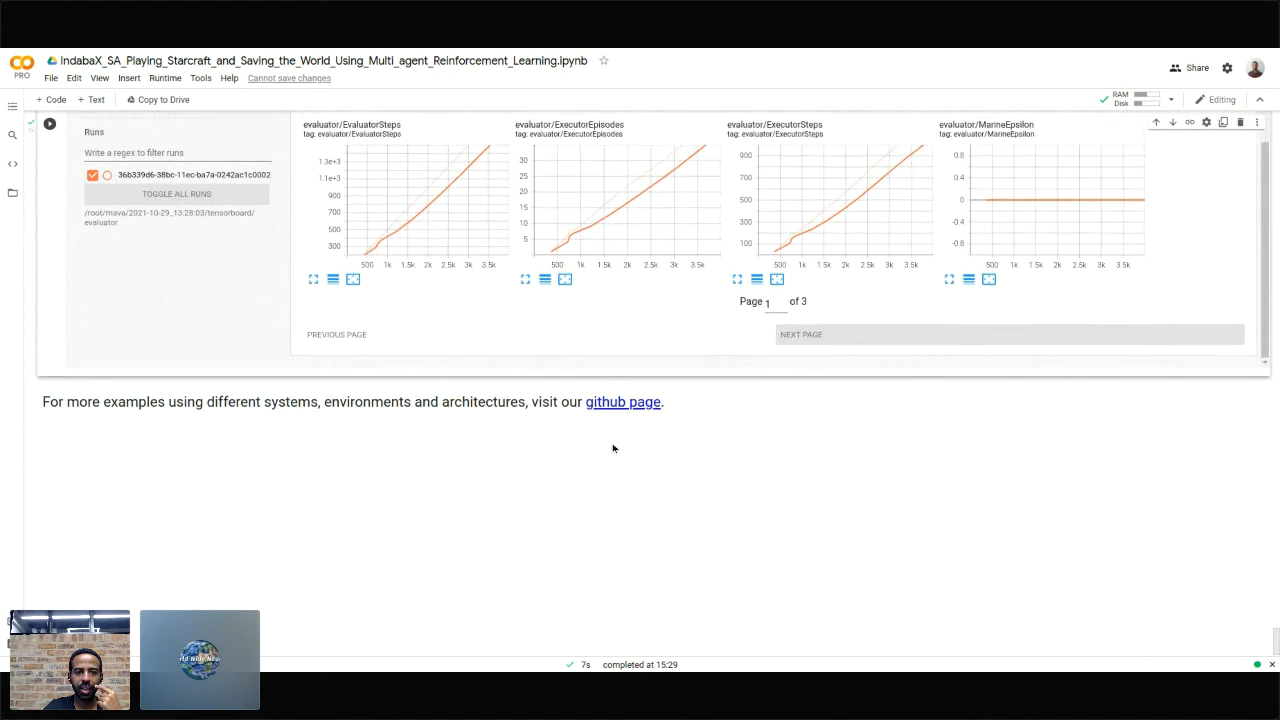 IndabaX_SA_Playing_Starcraft_and_Saving_the_World_Using_Multi_agent_Reinforcement_Learning.ipynb
PRO
File Edit View Insert Runtime Tools Help Cannot save changes
Share
+ Code + Text Copy to Drive
RAM
Disk
Editing
Runs
Write a regex to filter runs
36b339d6-38bc-11ec-ba7a-0242ac1c0002
TOGGLE ALL RUNS
/root/mava/2021-10-29_13:28:03/tensorboard/
evaluator
evaluator/EvaluatorSteps
tag: evaluator/EvaluatorSteps
1.3e+3
1.1e+3
900
700
500
300
500 1k 1.5k 2k 2.5k 3k 3.5k
evaluator/ExecutorEpisodes
tag: evaluator/ExecutorEpisodes
30
25
20
15
10
5
500 1k 1.5k 2k 2.5k 3k 3.5k
evaluator/ExecutorSteps
tag: evaluator/ExecutorSteps
900
700
500
300
100
500 1k 1.5k 2k 2.5k 3k 3.5k
evaluator/MarineEpsilon
tag: evaluator/MarineEpsilon
0.8
0.4
0
-0.4
-0.8
500 1k 1.5k 2k 2.5k 3k 3.5k
Page 1 of 3
PREVIOUS PAGE
NEXT PAGE
For more examples using different systems, environments and architectures, visit our github page.
7s completed at 15:29